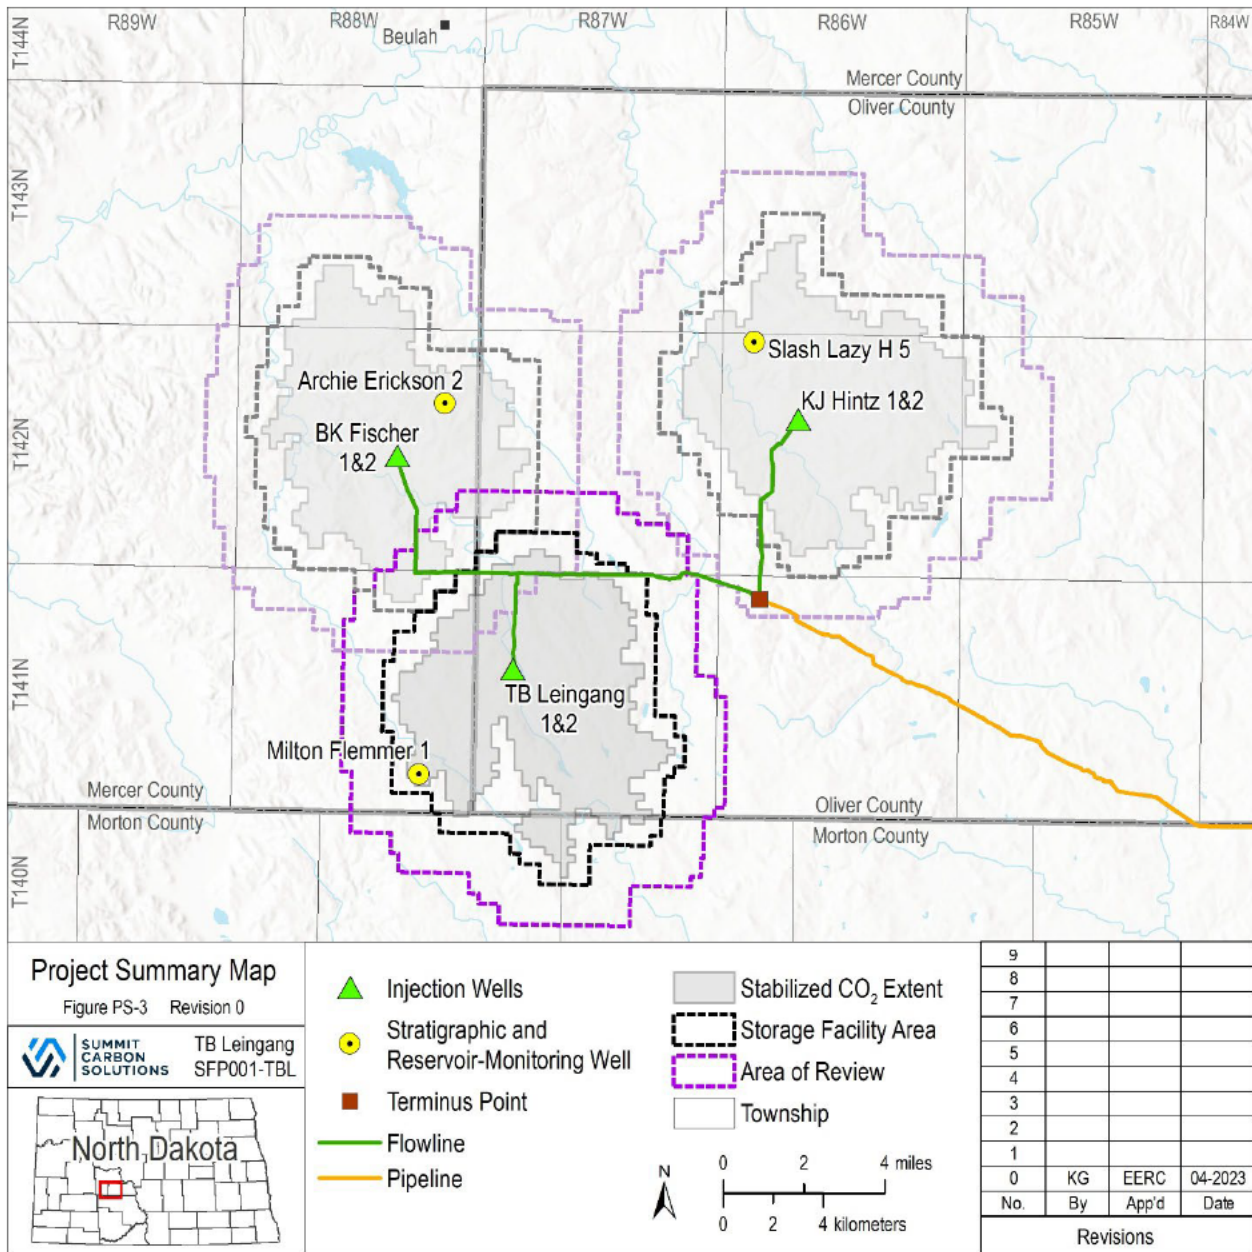 R89W R88W R87W R86W R85W R84W
T144N
Beulah
Mercer County
Oliver County
T143N
Slash Lazy H 5
Archie Erickson 2
KJ Hintz 1&2
BK Fischer
1&2
T142N
T141N
TB Leingang
1&2
Milton Flemmer 1
Mercer County
Morton County
Oliver County
Morton County
T140N
Project Summary Map
Figure PS-3 Revision 0
SUMMIT
CARBON
SOLUTIONS
TB Leingang
SFP001-TBL
North Dakota
Injection Wells
Stratigraphic and
Reservoir-Monitoring Well
Terminus Point
Flowline
Pipeline
Stabilized CO₂ Extent
Storage Facility Area
Area of Review
Township
N
0 2 4 miles
0 2 4 kilometers
9
8
7
6
5
4
3
2
1
0 KG EERC 04-2023
No. By App'd Date
Revisions